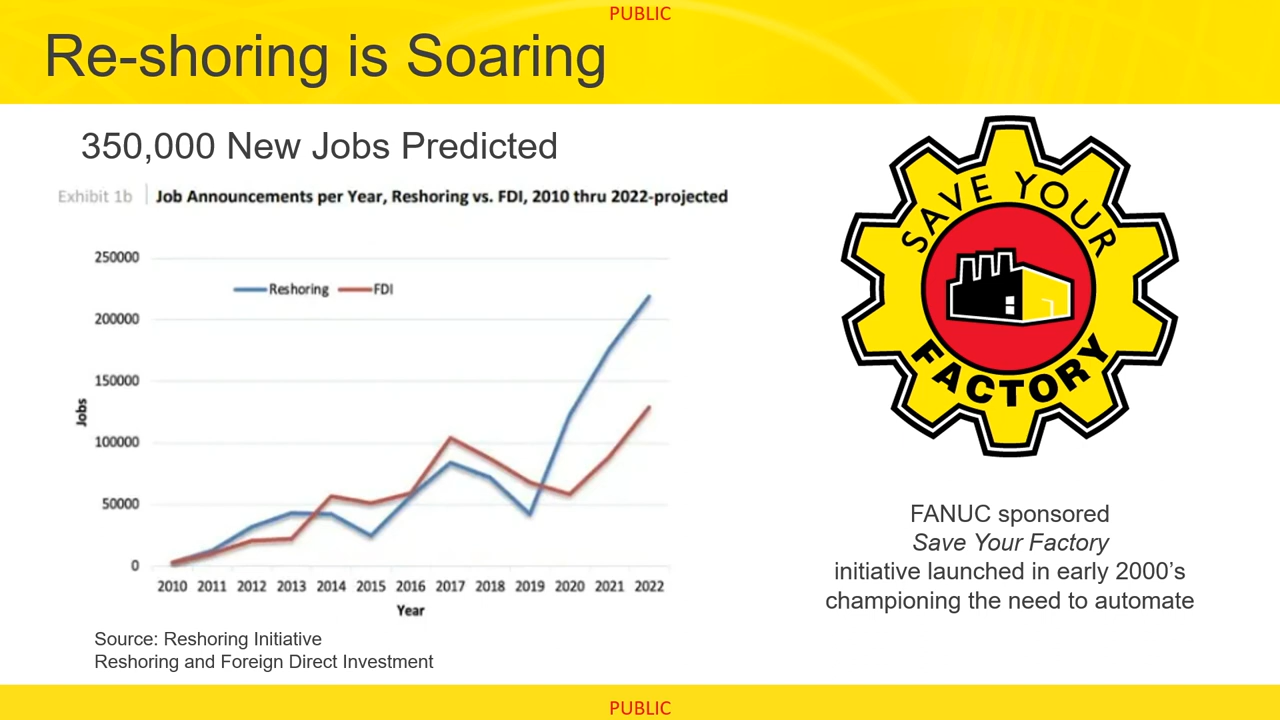 PUBLIC
Re-shoring is Soaring
350,000 New Jobs Predicted
Exhibit 1b
Job Announcements per Year, Reshoring vs. FDI, 2010 thru 2022-projected
250000
200000
150000
100000
50000
0
Reshoring
FDI
Jobs
2010 2011 2012 2013 2014 2015 2016 2017 2018 2019 2020 2021 2022
Year
Source: Reshoring Initiative
Reshoring and Foreign Direct Investment
SAVE YOUR
FACTORY
FANUC sponsored
Save Your Factory
initiative launched in early 2000’s
championing the need to automate
PUBLIC